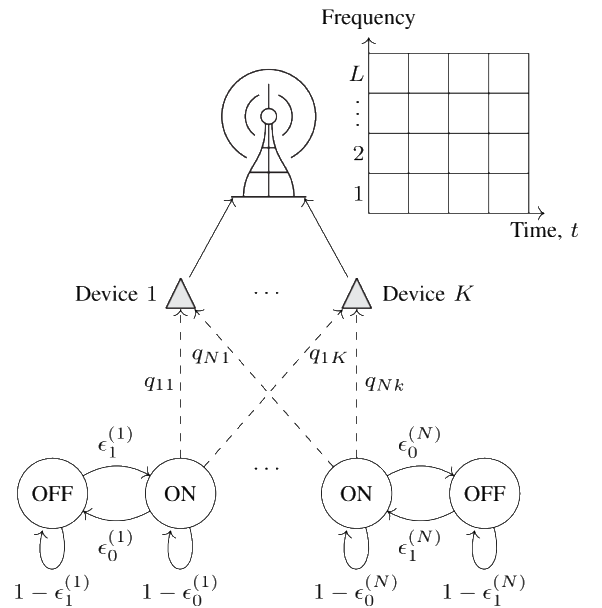 Frequency
L
⋮
2
1
Time, t
Device 1
⋯
Device K
q_{N1}
q_{1K}
q_{11}
q_{Nk}
ϵ_1^{(1)}
⋯
ϵ_0^{(N)}
OFF
ON
ON
OFF
ϵ_0^{(1)}
ϵ_1^{(N)}
1 − ϵ_1^{(1)}
1 − ϵ_0^{(1)}
1 − ϵ_0^{(N)}
1 − ϵ_1^{(N)}